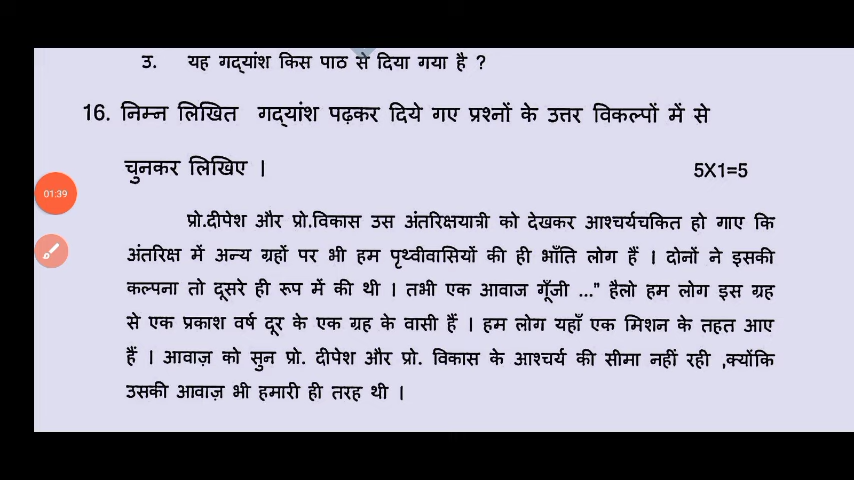 उ. यह गद्यांश किस पाठ से दिया गया है ?
16. निम्न लिखित गद्यांश पढ़कर दिये गए प्रश्नों के उत्तर विकल्पों में से
चुनकर लिखिए । 5X1=5
01:39
प्रो.दीपेश और प्रो.विकास उस अंतरिक्षयात्री को देखकर आश्चर्यचकित हो गाए कि
अंतरिक्ष में अन्य ग्रहों पर भी हम पृथ्वीवासियों की ही भाँति लोग हैं । दोनों ने इसकी
कल्पना तो दूसरे ही रूप में की थी । तभी एक आवाज गूँजी ..." हैलो हम लोग इस ग्रह
से एक प्रकाश वर्ष दूर के एक ग्रह के वासी हैं । हम लोग यहाँ एक मिशन के तहत आए
हैं । आवाज़ को सुन प्रो. दीपेश और प्रो. विकास के आश्चर्य की सीमा नहीं रही ,क्योंकि
उसकी आवाज़ भी हमारी ही तरह थी ।